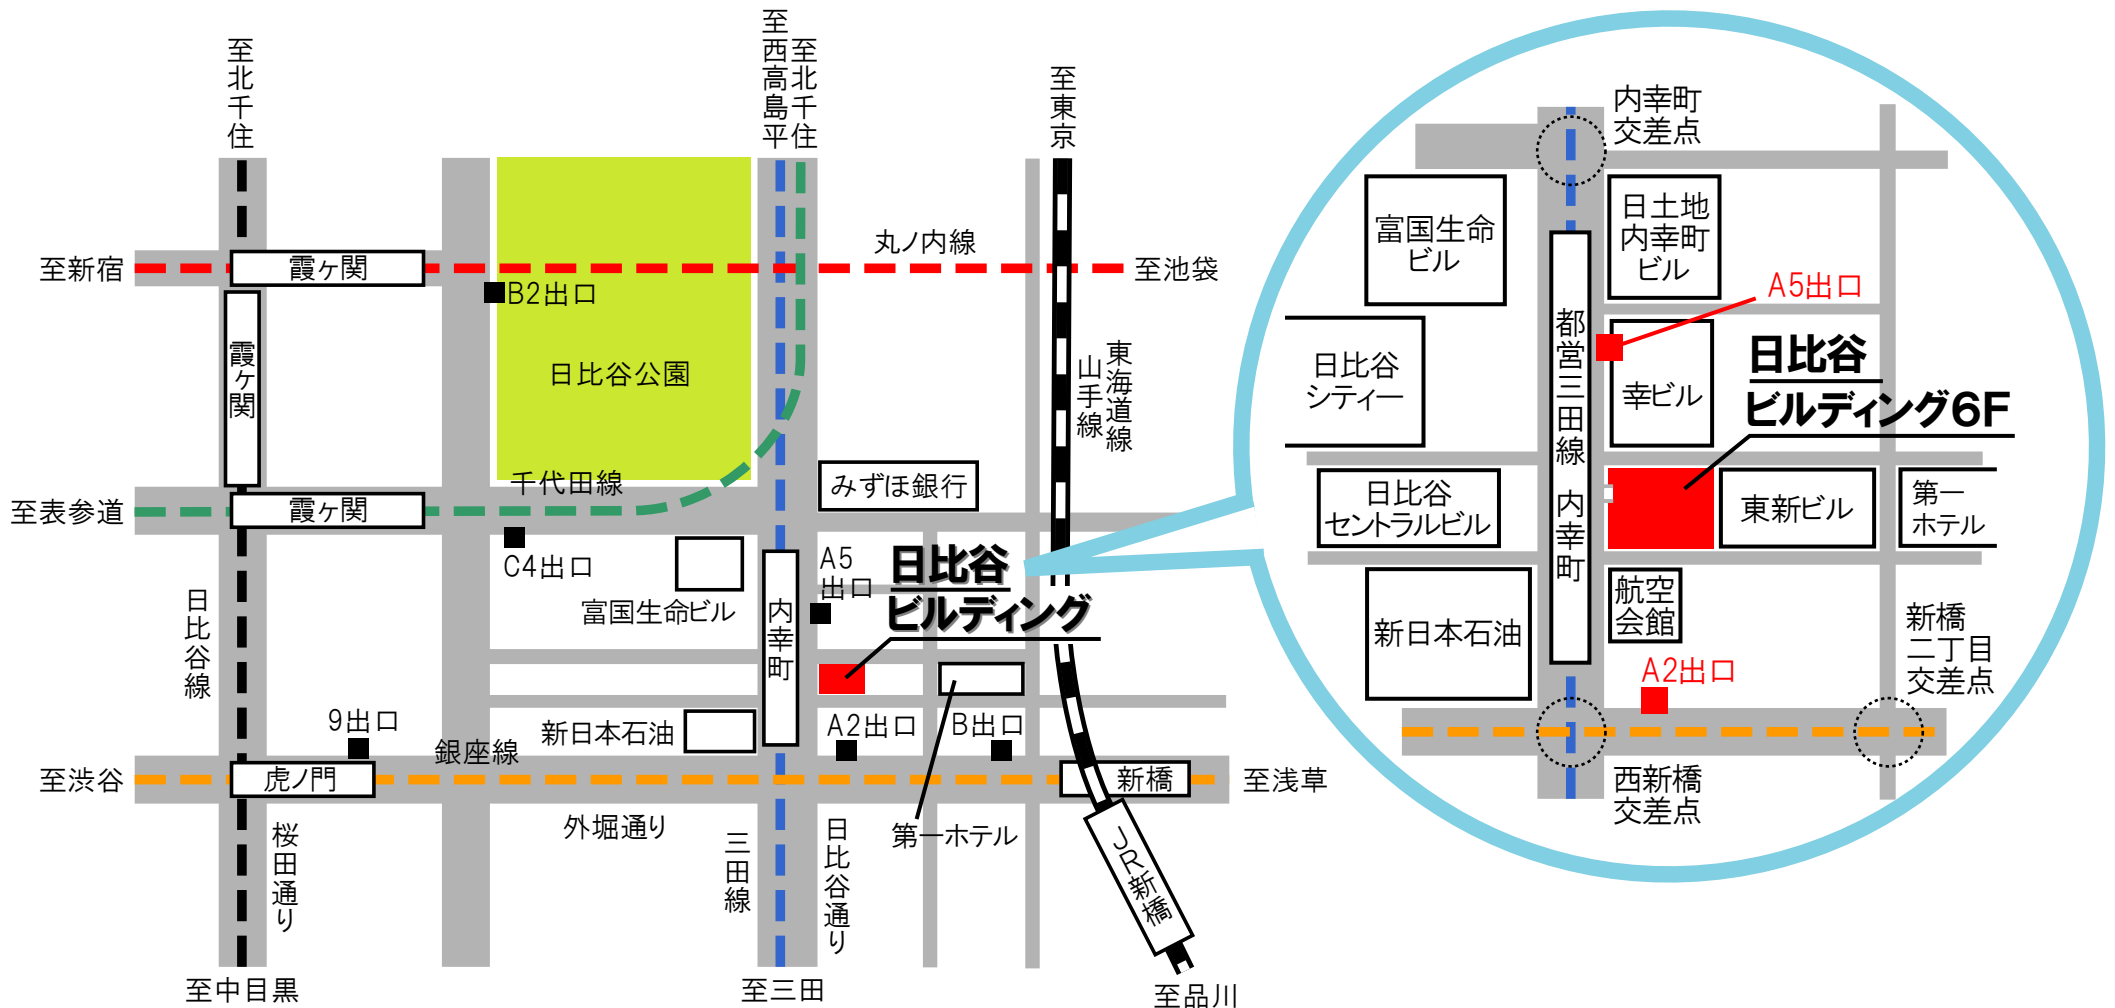 至北千住
至西高島平
至北千住
至東京
至新宿
霞ヶ関
丸ノ内線
至池袋
B2出口
霞ヶ関
日比谷公園
山手線
東海道線
千代田線
みずほ銀行
至表参道
霞ヶ関
C4出口
富国生命ビル
A5
出口
日比谷
ビルディング
内幸町
日比谷線
9出口
銀座線
新日本石油
A2出口
B出口
至渋谷
虎ノ門
新橋
至浅草
桜田通り
外堀通り
三田線
日比谷通り
第一ホテル
JR新橋
至中目黒
至三田
至品川
内幸町
交差点
富国生命
ビル
日土地
内幸町
ビル
A5出口
都営三田線 内幸町
日比谷
シティー
幸ビル
日比谷
ビルディング6F
日比谷
セントラルビル
東新ビル
第一
ホテル
新日本石油
航空
会館
新橋
二丁目
交差点
A2出口
西新橋
交差点